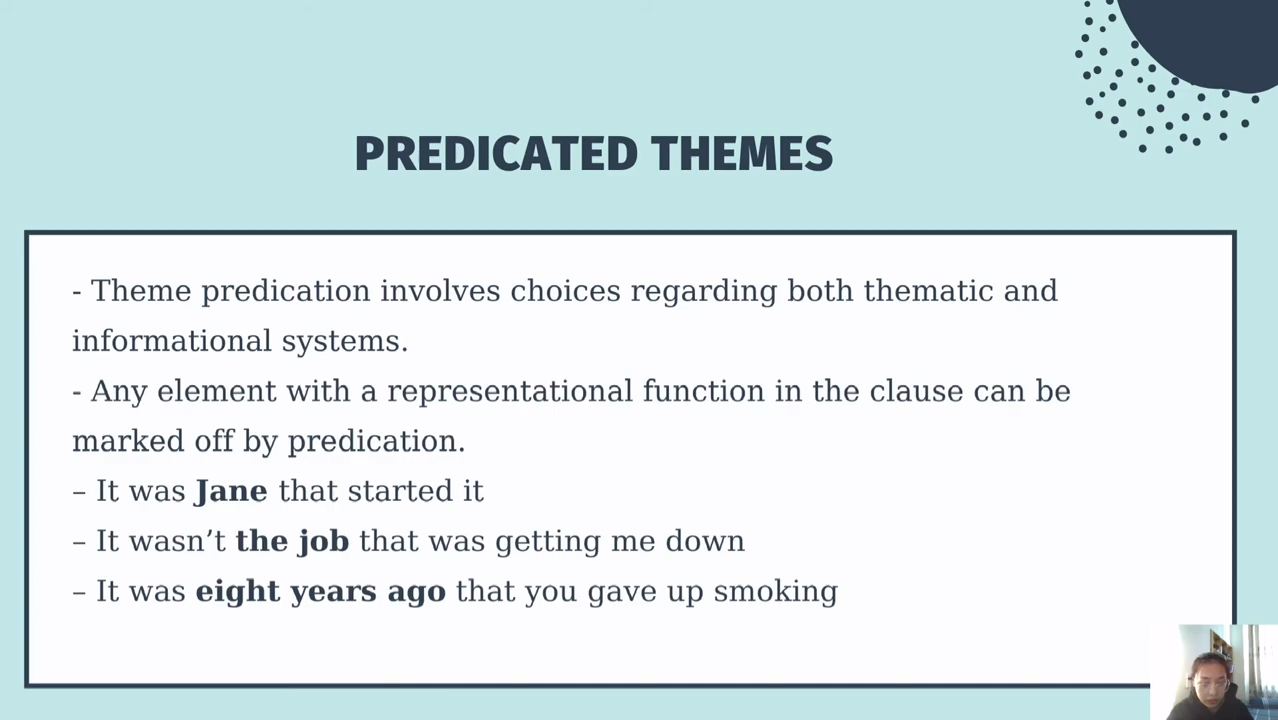 PREDICATED THEMES
- Theme predication involves choices regarding both thematic and
informational systems.
- Any element with a representational function in the clause can be
marked off by predication.
– It was Jane that started it
– It wasn’t the job that was getting me down
– It was eight years ago that you gave up smoking